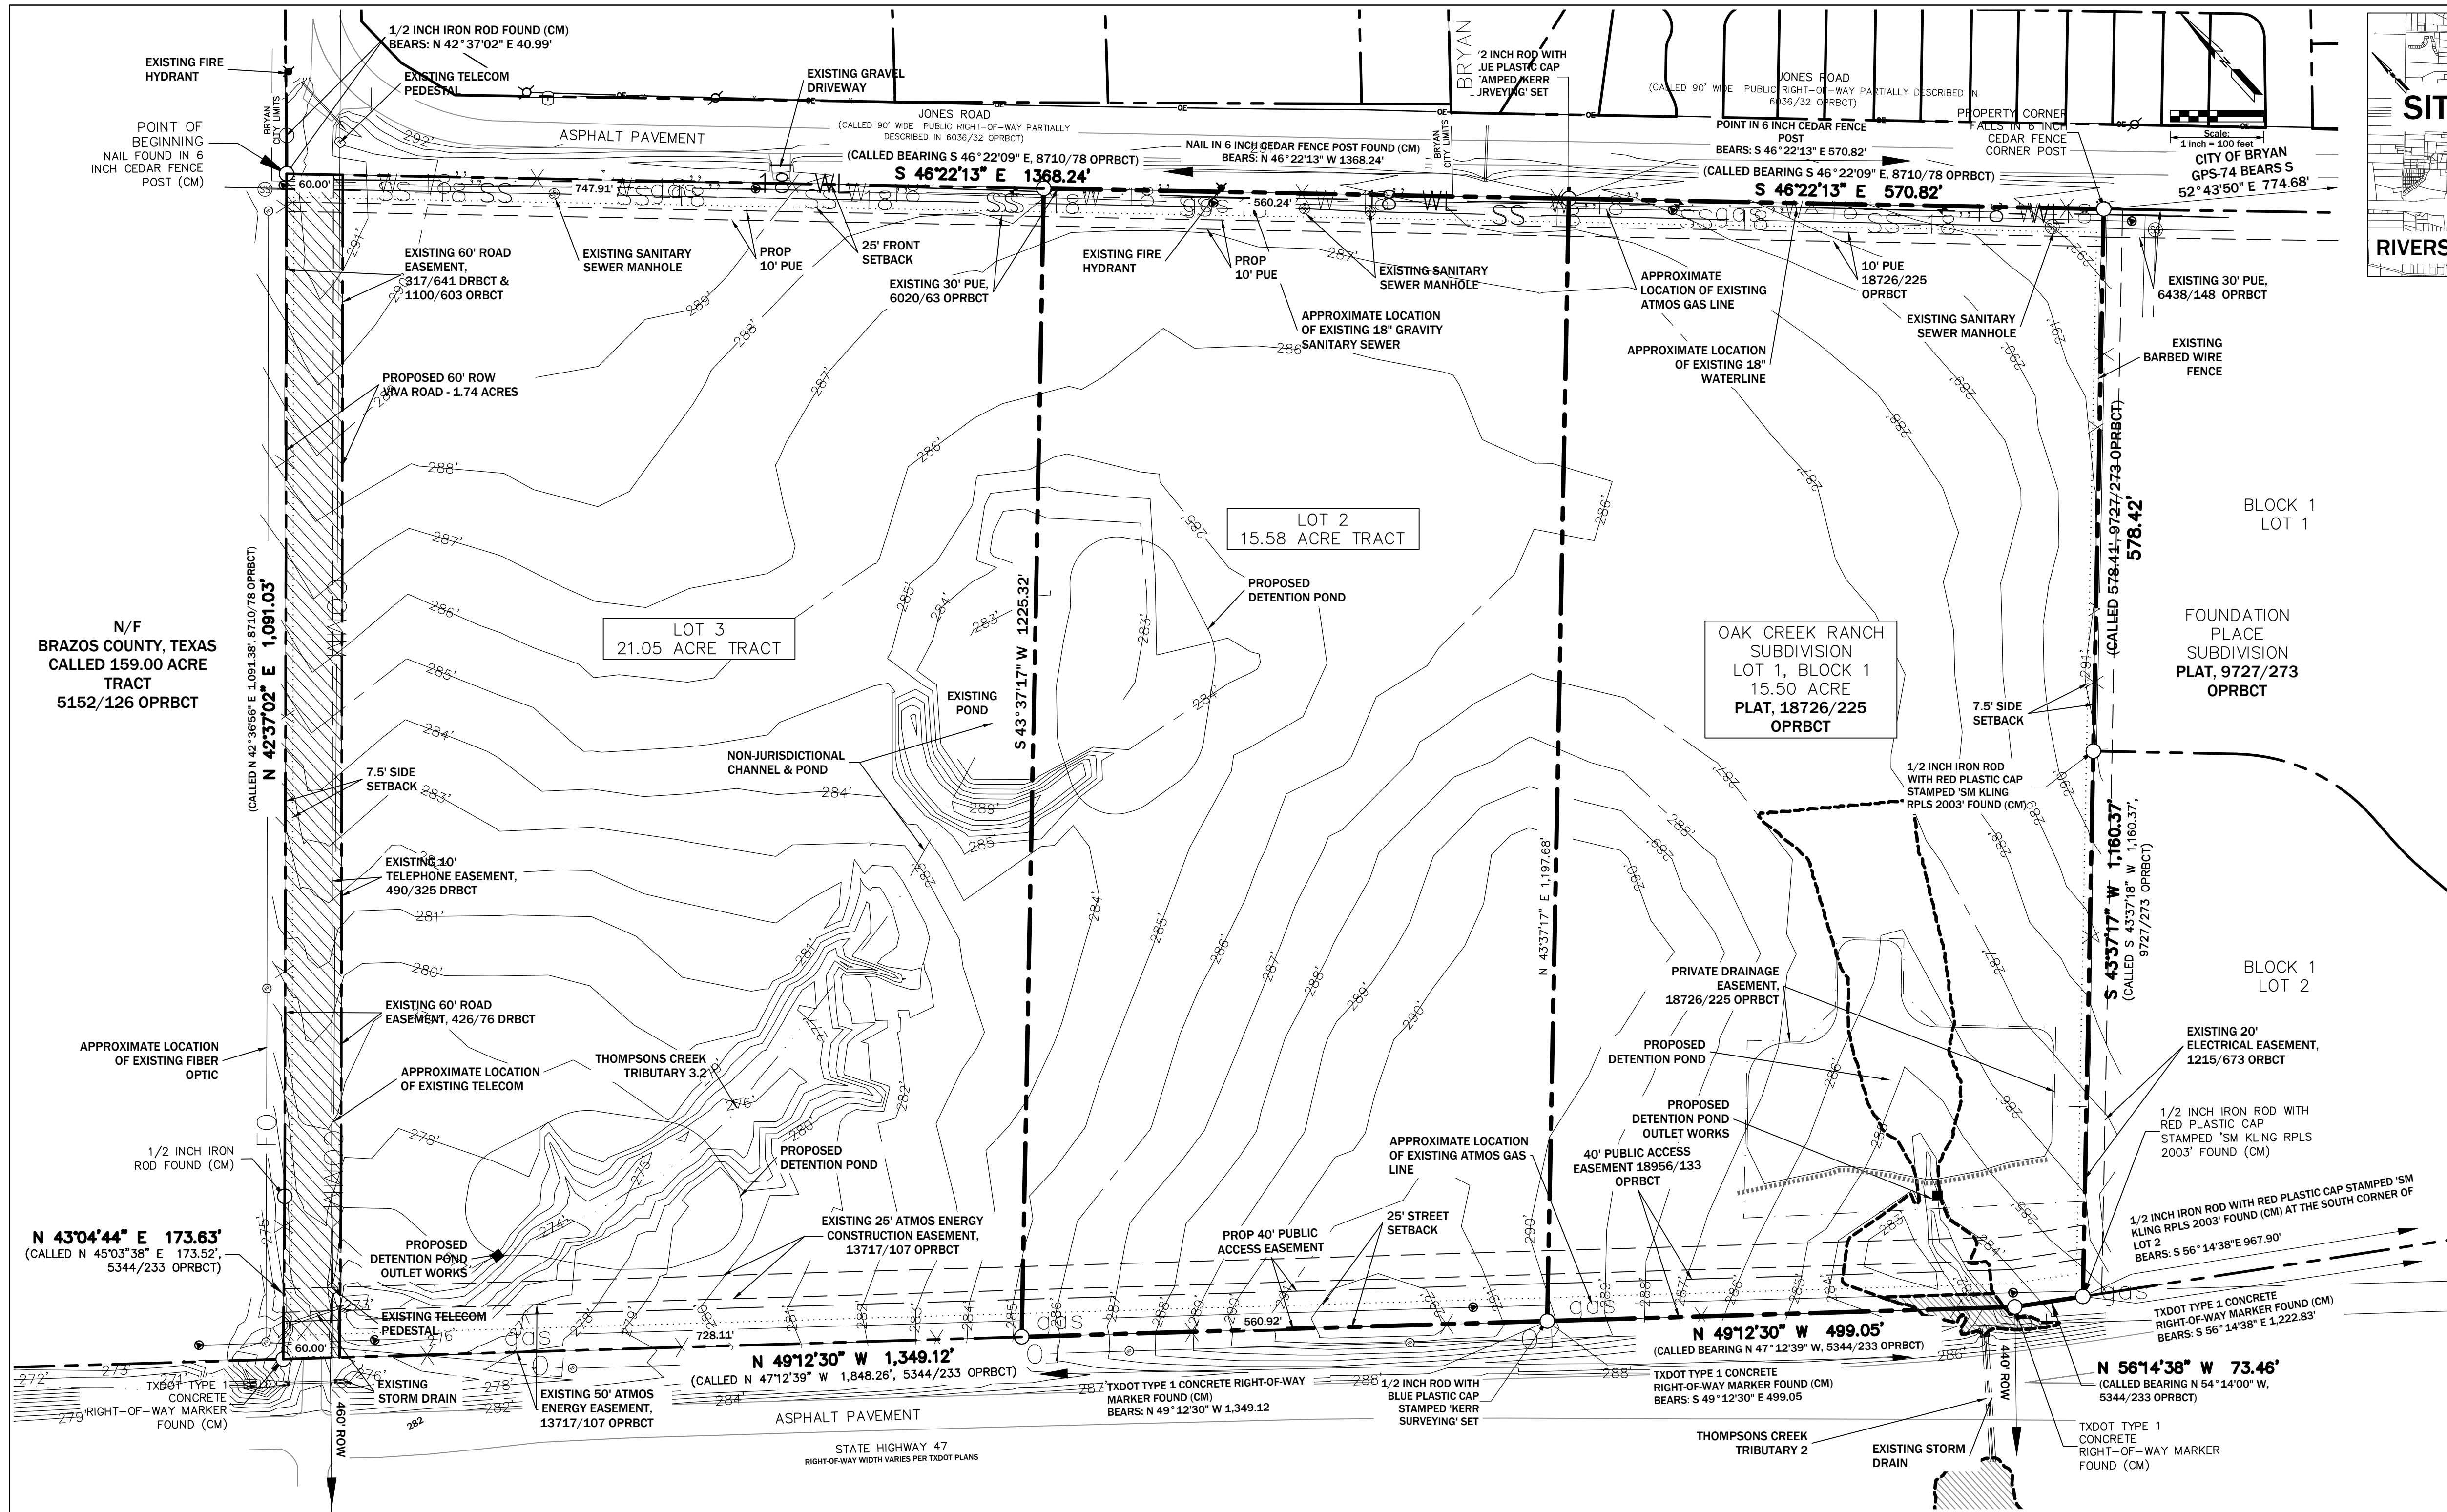 1/2 INCH IRON ROD FOUND (CM)
BEARS: N 42°37'02" E 40.99'
EXISTING FIRE
HYDRANT
EXISTING TELECOM
PEDESTAL
EXISTING GRAVEL
DRIVEWAY
BRYAN
CITY LIMITS
POINT OF
BEGINNING
NAIL FOUND IN 6
INCH CEDAR FENCE
POST (CM)
ASPHALT PAVEMENT
292'
JONES ROAD
(CALLED 90' WIDE PUBLIC RIGHT-OF-WAY PARTIALLY
DESCRIBED IN 6036/32 OPRBCT)
(CALLED BEARING S 46°22'09" E, 8710/78 OPRBCT)
S 46°22'13" E 1368.24'
NAIL IN 6 INCH CEDAR FENCE POST FOUND (CM)
BEARS: N 46°22'13" W 1368.24'
BRYAN
BRYAN
CITY LIMITS
/2 INCH ROD WITH
LUE PLASTIC CAP
TAMPED 'KERR
SURVEYING' SET
JONES ROAD
(CALLED 90' WIDE PUBLIC RIGHT-OF-WAY PARTIALLY DESCRIBED IN
6036/32 OPRBCT)
POINT IN 6 INCH CEDAR FENCE
POST
BEARS: S 46°22'13" E 570.82'
(CALLED BEARING S 46°22'09" E, 8710/78 OPRBCT)
S 46°22'13" E 570.82'
PROPERTY CORNER
FALLS IN 6 INCH
CEDAR FENCE
CORNER POST
Scale:
1 inch = 100 feet
CITY OF BRYAN
GPS-74 BEARS S
52°43'50" E 774.68'
SIT
RIVERS
60.00'
747.91'
560.24'
EXISTING 60' ROAD
EASEMENT,
317/641 DRBCT &
1100/603 ORBCT
EXISTING SANITARY
SEWER MANHOLE
PROP
10' PUE
25' FRONT
SETBACK
EXISTING 30' PUE,
6020/63 OPRBCT
EXISTING FIRE
HYDRANT
PROP
10' PUE
EXISTING SANITARY
SEWER MANHOLE
APPROXIMATE LOCATION
OF EXISTING 18" GRAVITY
SANITARY SEWER
APPROXIMATE
LOCATION OF EXISTING
ATMOS GAS LINE
APPROXIMATE LOCATION
OF EXISTING 18"
WATERLINE
10' PUE
18726/225
OPRBCT
EXISTING SANITARY
SEWER MANHOLE
EXISTING 30' PUE,
6438/148 OPRBCT
EXISTING
BARBED WIRE
FENCE
PROPOSED 60' ROW
VIVA ROAD - 1.74 ACRES
N/F
BRAZOS COUNTY, TEXAS
CALLED 159.00 ACRE
TRACT
5152/126 OPRBCT
(CALLED N 42°36'56" E 1,091.38', 8710/78 OPRBCT)
N 42°37'02" E 1,091.03'
LOT 3
21.05 ACRE TRACT
LOT 2
15.58 ACRE TRACT
PROPOSED
DETENTION POND
S 43°37'17" W 1225.32'
OAK CREEK RANCH
SUBDIVISION
LOT 1, BLOCK 1
15.50 ACRE
PLAT, 18726/225
OPRBCT
(CALLED 578.41', 9727/273 OPRBCT)
578.42'
BLOCK 1
LOT 1
FOUNDATION
PLACE
SUBDIVISION
PLAT, 9727/273
OPRBCT
EXISTING
POND
NON-JURISDICTIONAL
CHANNEL & POND
7.5' SIDE
SETBACK
7.5' SIDE
SETBACK
1/2 INCH IRON ROD
WITH RED PLASTIC CAP
STAMPED 'SM KLING
RPLS 2003' FOUND (CM)
S 43°37'17" W 1,160.37'
(CALLED S 43°37'18" W 1,160.37',
9727/273 OPRBCT)
BLOCK 1
LOT 2
N 43°37'17" E 1,197.68'
EXISTING 10'
TELEPHONE EASEMENT,
490/325 DRBCT
EXISTING 60' ROAD
EASEMENT, 426/76 DRBCT
APPROXIMATE LOCATION
OF EXISTING FIBER
OPTIC
APPROXIMATE LOCATION
OF EXISTING TELECOM
THOMPSONS CREEK
TRIBUTARY 3.2
PRIVATE DRAINAGE
EASEMENT,
18726/225 OPRBCT
PROPOSED
DETENTION POND
PROPOSED
DETENTION POND
OUTLET WORKS
EXISTING 20'
ELECTRICAL EASEMENT,
1215/673 ORBCT
1/2 INCH IRON ROD WITH
RED PLASTIC CAP
STAMPED 'SM KLING RPLS
2003' FOUND (CM)
1/2 INCH IRON
ROD FOUND (CM)
N 43°04'44" E 173.63'
(CALLED N 45°03'38" E 173.52',
5344/233 OPRBCT)
PROPOSED
DETENTION POND
PROPOSED
DETENTION POND
OUTLET WORKS
EXISTING 25' ATMOS ENERGY
CONSTRUCTION EASEMENT,
13717/107 OPRBCT
APPROXIMATE LOCATION
OF EXISTING ATMOS GAS
LINE
PROP 40' PUBLIC
ACCESS EASEMENT
25' STREET
SETBACK
40' PUBLIC ACCESS
EASEMENT 18956/133
OPRBCT
1/2 INCH IRON ROD WITH RED PLASTIC CAP STAMPED 'SM
KLING RPLS 2003' FOUND (CM) AT THE SOUTH CORNER OF
LOT 2
BEARS: S 56°14'38"E 967.90'
TXDOT TYPE 1 CONCRETE
RIGHT-OF-WAY MARKER FOUND (CM)
BEARS: S 56°14'38" E 1,222.83'
EXISTING TELECOM
PEDESTAL
60.00'
728.11'
560.92'
N 49°12'30" W 1,349.12'
(CALLED N 47°12'39" W 1,848.26', 5344/233 OPRBCT)
N 49°12'30" W 499.05'
(CALLED BEARING N 47°12'39" W, 5344/233 OPRBCT)
N 56°14'38" W 73.46'
(CALLED BEARING N 54°14'00" W,
5344/233 OPRBCT)
TXDOT TYPE 1
CONCRETE
RIGHT-OF-WAY MARKER
FOUND (CM)
EXISTING
STORM DRAIN
460' ROW
282
EXISTING 50' ATMOS
ENERGY EASEMENT,
13717/107 OPRBCT
ASPHALT PAVEMENT
STATE HIGHWAY 47
RIGHT-OF-WAY WIDTH VARIES PER TXDOT PLANS
TXDOT TYPE 1 CONCRETE RIGHT-OF-WAY
MARKER FOUND (CM)
BEARS: N 49°12'30" W 1,349.12
1/2 INCH ROD WITH
BLUE PLASTIC CAP
STAMPED 'KERR
SURVEYING' SET
TXDOT TYPE 1 CONCRETE
RIGHT-OF-WAY MARKER FOUND (CM)
BEARS: S 49°12'30" E 499.05
440' ROW
THOMPSONS CREEK
TRIBUTARY 2
EXISTING STORM
DRAIN
TXDOT TYPE 1
CONCRETE
RIGHT-OF-WAY MARKER
FOUND (CM)